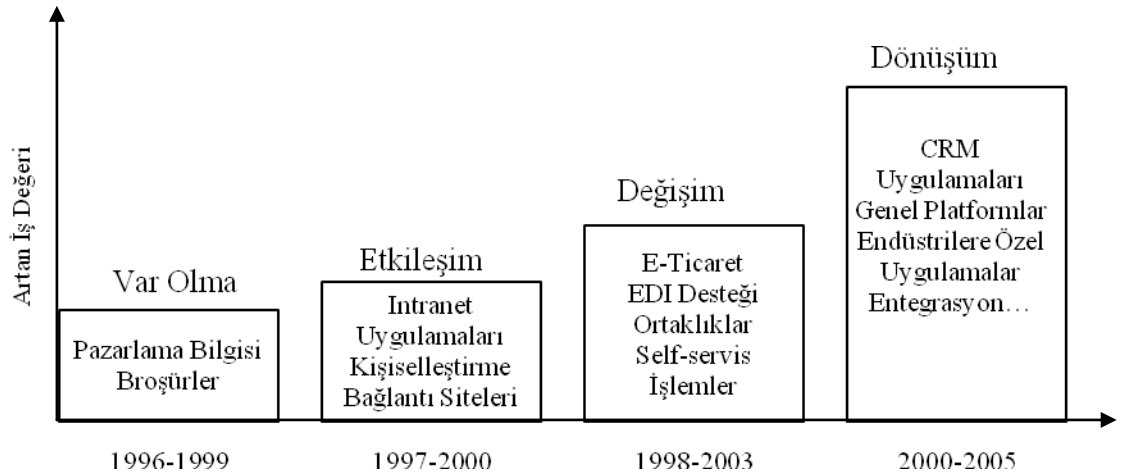 Artan İş Değeri
Var Olma
Pazarlama Bilgisi
Broşürler
1996-1999
Etkileşim
Intranet
Uygulamaları
Kişiselleştirme
Bağlantı Siteleri
1997-2000
Değişim
E-Ticaret
EDI Desteği
Ortaklıklar
Self-servis
İşlemler
1998-2003
Dönüşüm
CRM
Uygulamaları
Genel Platformlar
Endüstrilere Özel
Uygulamalar
Entegrasyon…
2000-2005